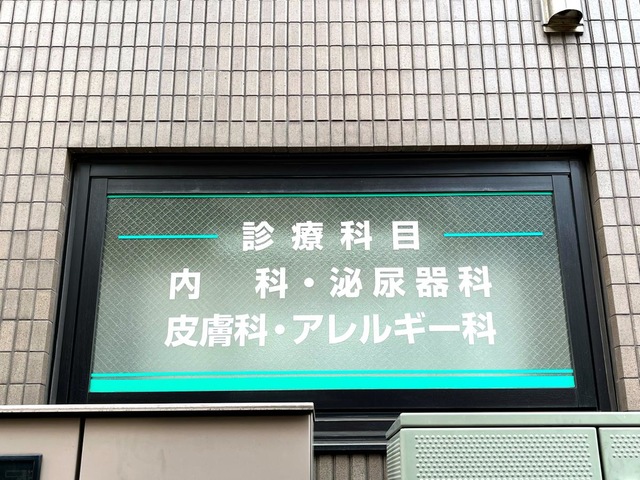 診療科目
内　科・泌尿器科
皮膚科・アレルギー科